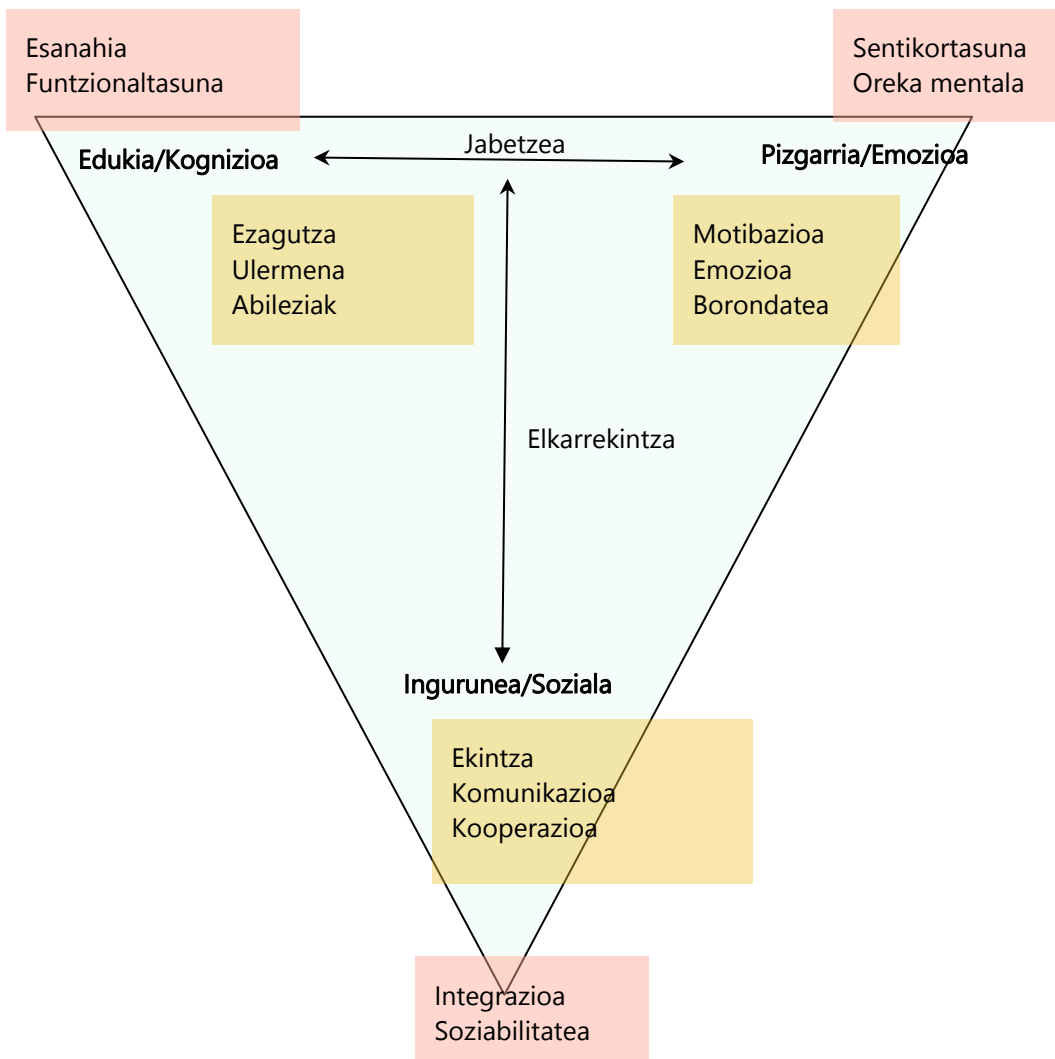 Esanahia
Funtzionaltasuna
Sentikortasuna
Oreka mentala
Jabetzea
Edukia/Kognizioa
Pizgarria/Emozioa
Ezagutza
Ulermena
Abileziak
Motibazioa
Emozioa
Borondatea
Elkarrekintza
Ingurunea/Soziala
Ekintza
Komunikazioa
Kooperazioa
Integrazioa
Soziabilitatea